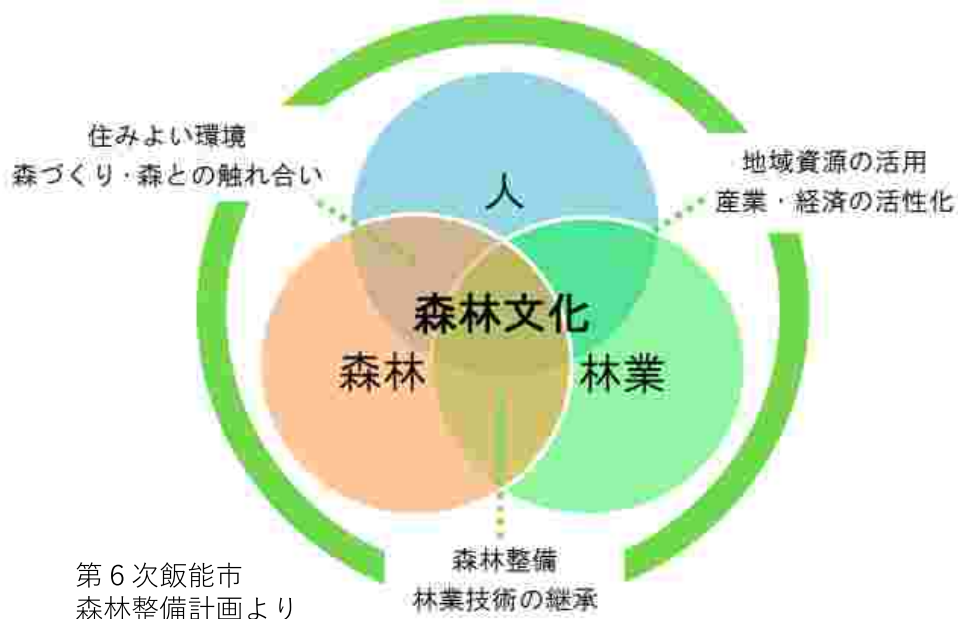 住みよい環境
森づくり・森との触れ合い
地域資源の活用
産業・経済の活性化
人
森林文化
森林
林業
森林整備
林業技術の継承
第６次飯能市
森林整備計画より